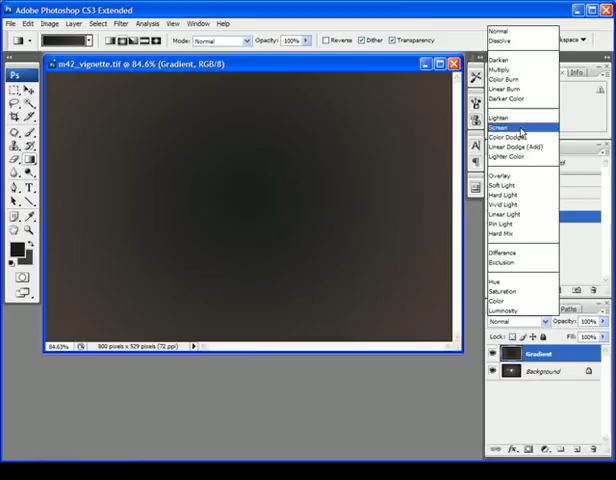 Adobe Photoshop CS3 Extended
File Edit Image Layer Select Filter Analysis View Window Help
Mode: Normal Opacity: 100% Reverse Dither Transparency
Ps
m42_vignette.tif @ 84.6% (Gradient, RGB/8)
Info
Normal
Dissolve
Darken
Multiply
Color Burn
Linear Burn
Darker Color
Lighten
Screen
Color Dodge
Linear Dodge (Add)
Lighter Color
Overlay
Soft Light
Hard Light
Vivid Light
Linear Light
Pin Light
Hard Mix
Difference
Exclusion
Hue
Saturation
Color
Luminosity
Paths
Normal Opacity: 100%
Lock: Fill: 100%
Gradient
Background
84.63% 800 pixels x 529 pixels (72 ppi)